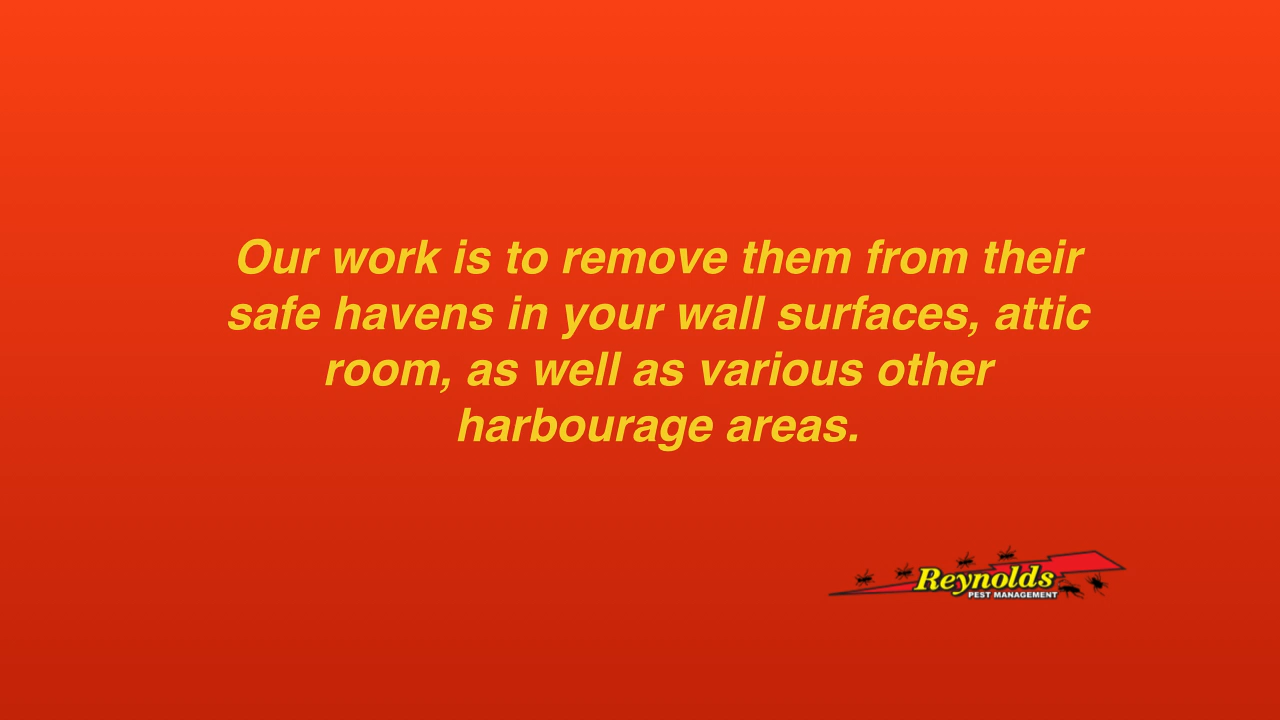 Our work is to remove them from their
safe havens in your wall surfaces, attic
room, as well as various other
harbourage areas.
Reynolds
PEST MANAGEMENT